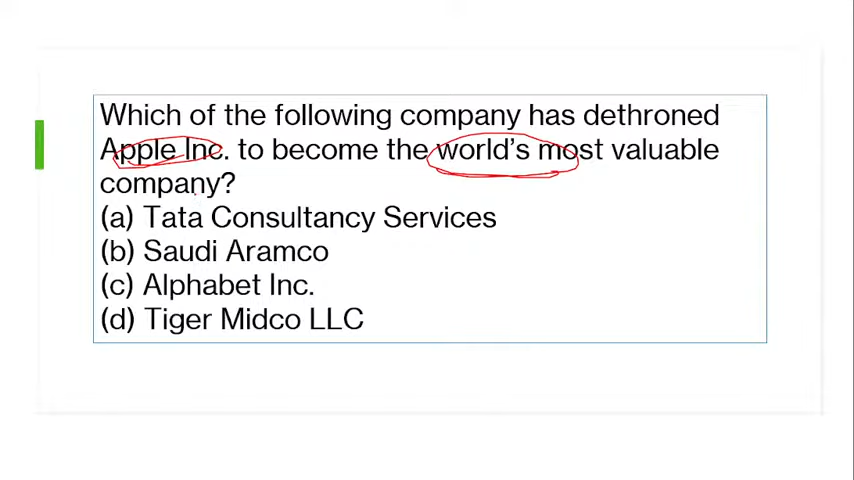 Which of the following company has dethroned
Apple Inc. to become the world's most valuable
company?
(a) Tata Consultancy Services
(b) Saudi Aramco
(c) Alphabet Inc.
(d) Tiger Midco LLC